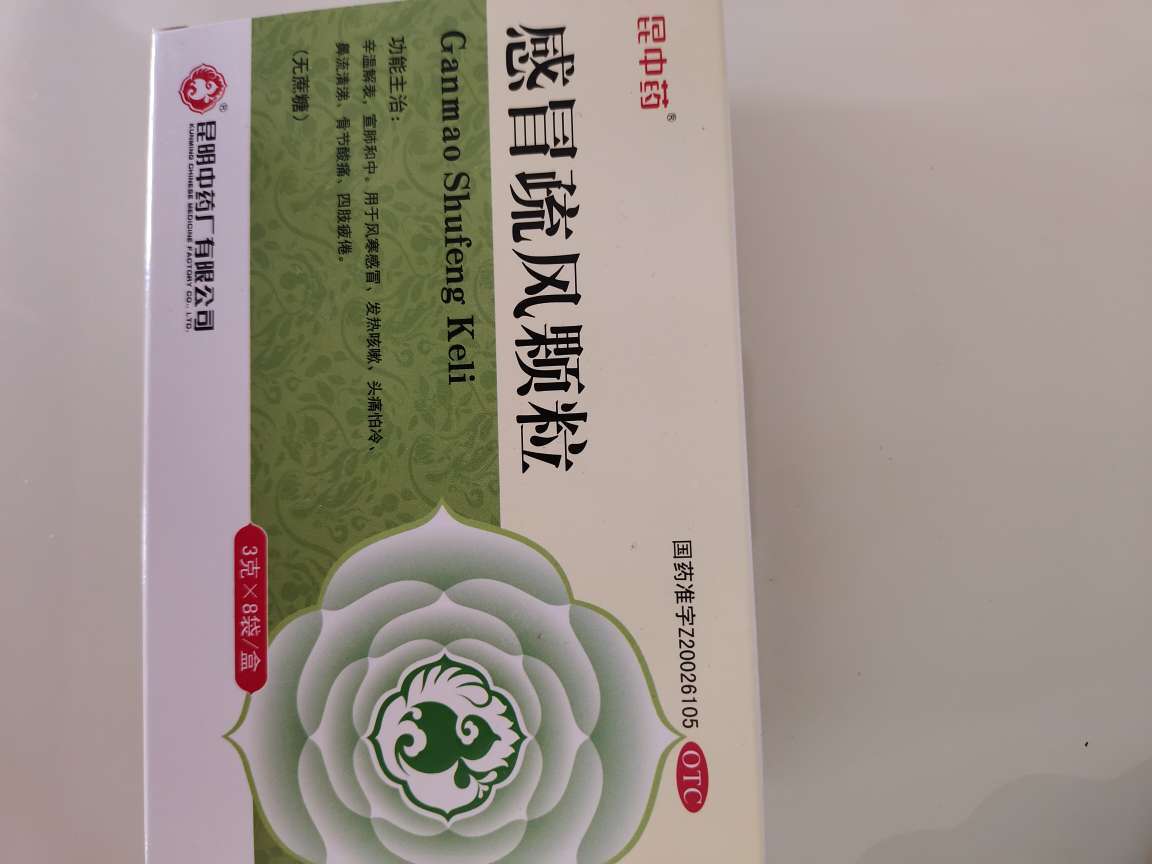 昆中药®
国药准字Z20026105
OTC
感冒疏风颗粒
Ganmao Shufeng Keli
功能主治：
辛温解表，宣肺和中。用于风寒感冒、发热咳嗽、头痛怕冷、
鼻流清涕、骨节酸痛、四肢疲倦。
（无蔗糖）
3克×8袋/盒
®
昆明中药厂有限公司
KUNMING CHINESE MEDICINE FACTORY CO., LTD.